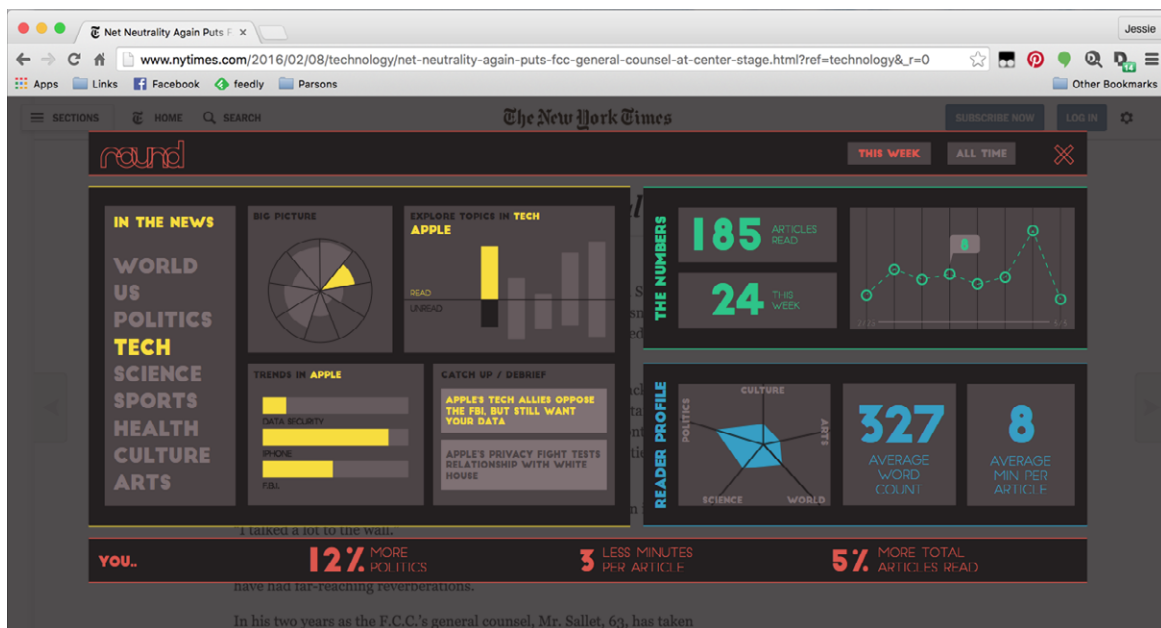 Net Neutrality Again Puts F
Jessie
www.nytimes.com/2016/02/08/technology/net-neutrality-again-puts-fcc-general-counsel-at-center-stage.html?ref=technology&_r=0
14
Apps Links Facebook feedly Parsons Other Bookmarks
SECTIONS HOME SEARCH The New York Times SUBSCRIBE NOW LOG IN
round THIS WEEK ALL TIME
IN THE NEWS
WORLD
US
POLITICS
TECH
SCIENCE
SPORTS
HEALTH
CULTURE
ARTS
BIG PICTURE
EXPLORE TOPICS IN TECH
APPLE
READ
UNREAD
TRENDS IN APPLE
DATA SECURITY
IPHONE
F.B.I.
CATCH UP / DEBRIEF
APPLE'S TECH ALLIES OPPOSE
THE FBI, BUT STILL WANT
YOUR DATA
APPLE'S PRIVACY FIGHT TESTS
RELATIONSHIP WITH WHITE
HOUSE
THE NUMBERS
185 ARTICLES
READ
24 THIS
WEEK
8
2/26 3/3
READER PROFILE
CULTURE
POLITICS
ARTS
SCIENCE
WORLD
327
AVERAGE
WORD
COUNT
8
AVERAGE
MIN PER
ARTICLE
"I talked a lot to the wall."
YOU..
12% MORE
POLITICS
3 LESS MINUTES
PER ARTICLE
5% MORE TOTAL
ARTICLES READ
have had far-reaching reverberations.
In his two years as the F.C.C.'s general counsel, Mr. Sallet, 63, has taken